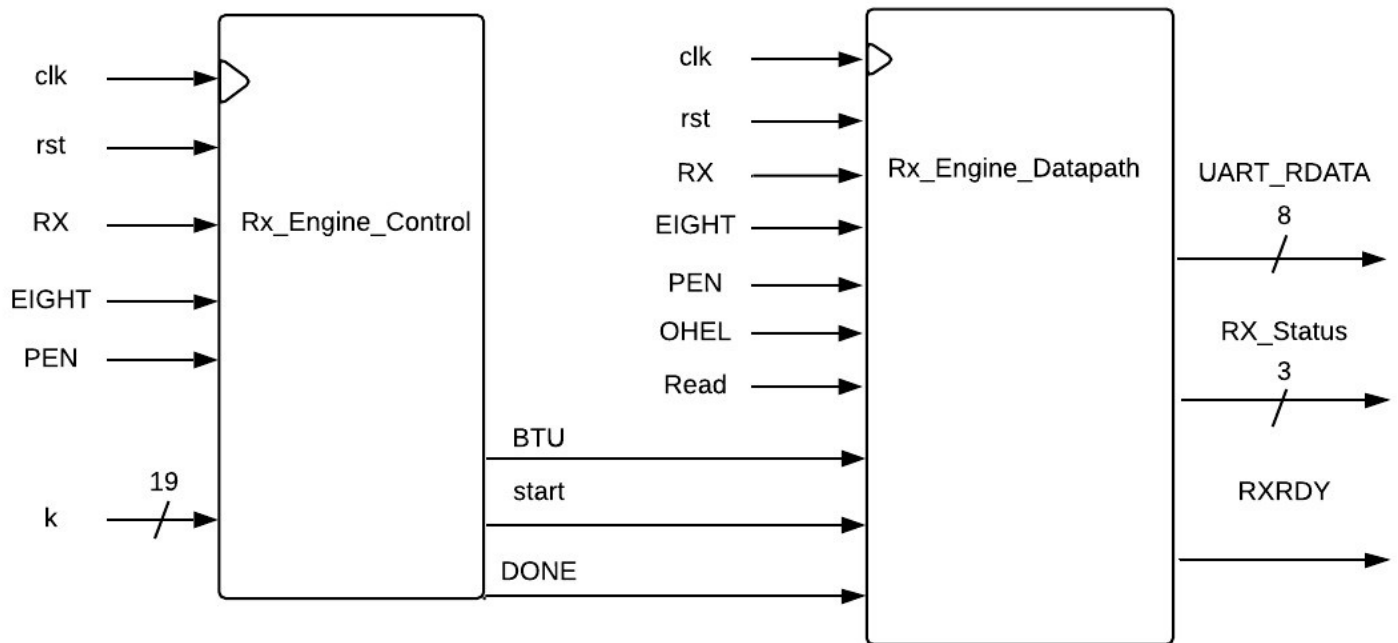 clk
rst
RX
EIGHT
PEN
19
k
Rx_Engine_Control
BTU
start
DONE
clk
rst
RX
EIGHT
PEN
OHEL
Read
Rx_Engine_Datapath
UART_RDATA
8
RX_Status
3
RXRDY